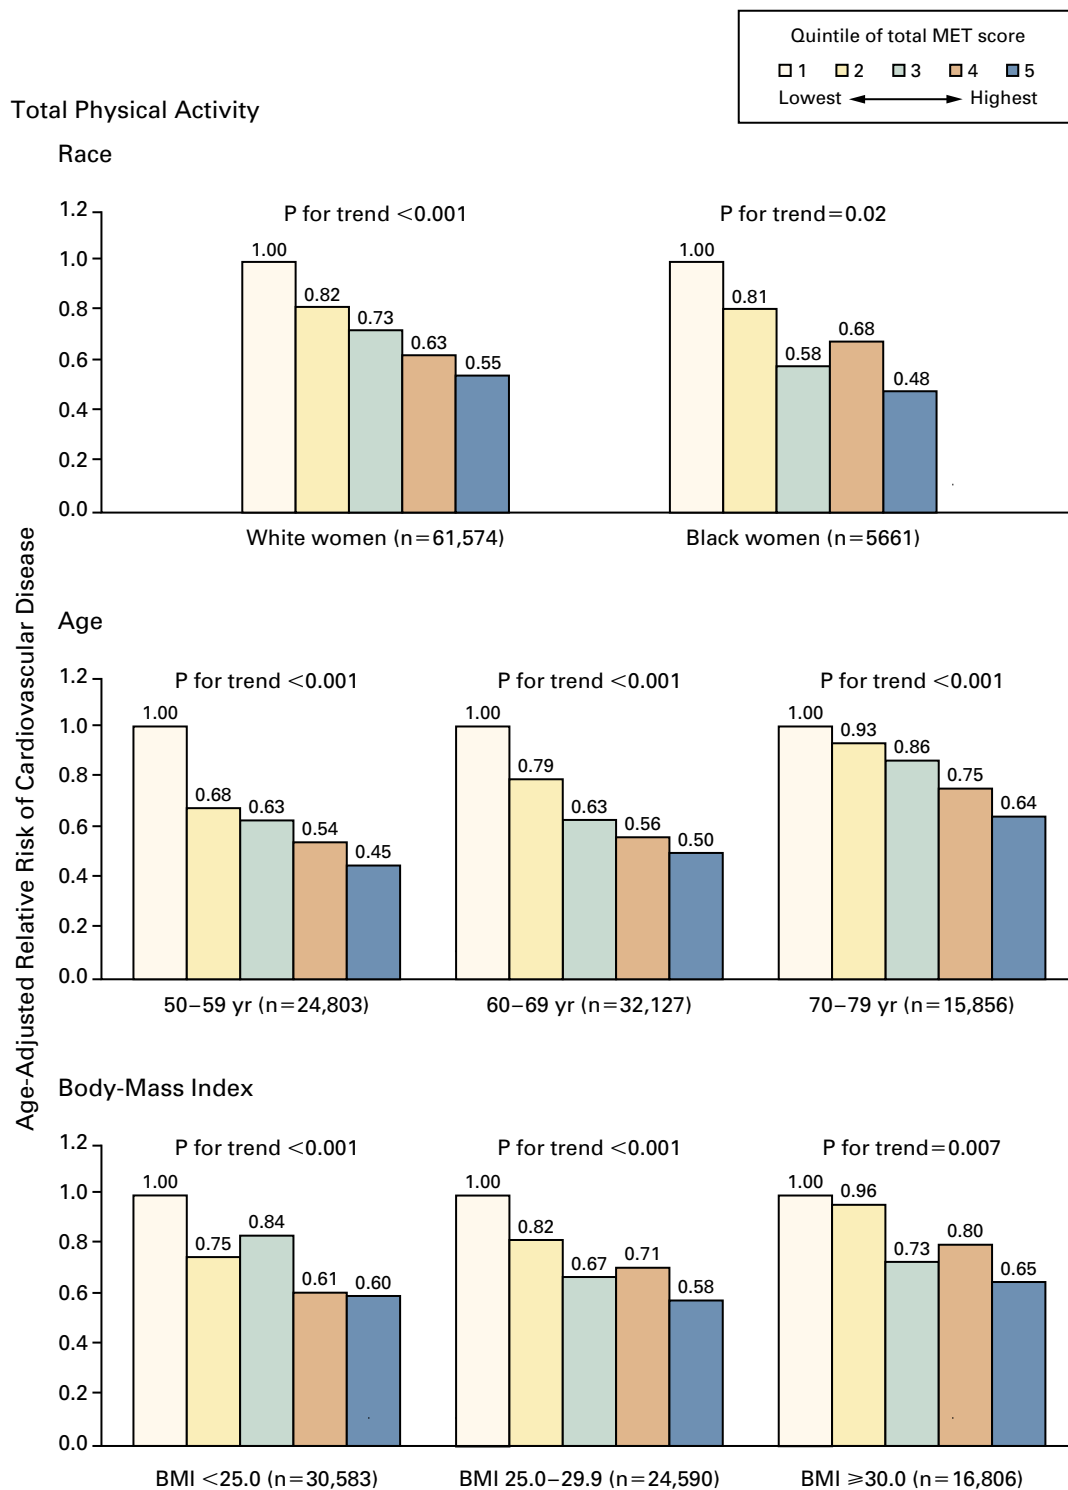 Quintile of total MET score
1 2 3 4 5
Lowest Highest
Total Physical Activity
Age-Adjusted Relative Risk of Cardiovascular Disease
Race
P for trend <0.001
P for trend=0.02
1.2
1.0
0.8
0.6
0.4
0.2
0.0
1.00
0.82
0.73
0.63
0.55
1.00
0.81
0.58
0.68
0.48
White women (n=61,574)
Black women (n=5661)
Age
P for trend <0.001
P for trend <0.001
P for trend <0.001
1.2
1.0
0.8
0.6
0.4
0.2
0.0
1.00
0.68
0.63
0.54
0.45
1.00
0.79
0.63
0.56
0.50
1.00
0.93
0.86
0.75
0.64
50–59 yr (n=24,803)
60–69 yr (n=32,127)
70–79 yr (n=15,856)
Body-Mass Index
P for trend <0.001
P for trend <0.001
P for trend=0.007
1.2
1.0
0.8
0.6
0.4
0.2
0.0
1.00
0.75
0.84
0.61
0.60
1.00
0.82
0.67
0.71
0.58
1.00
0.96
0.73
0.80
0.65
BMI <25.0 (n=30,583)
BMI 25.0–29.9 (n=24,590)
BMI ⩾30.0 (n=16,806)